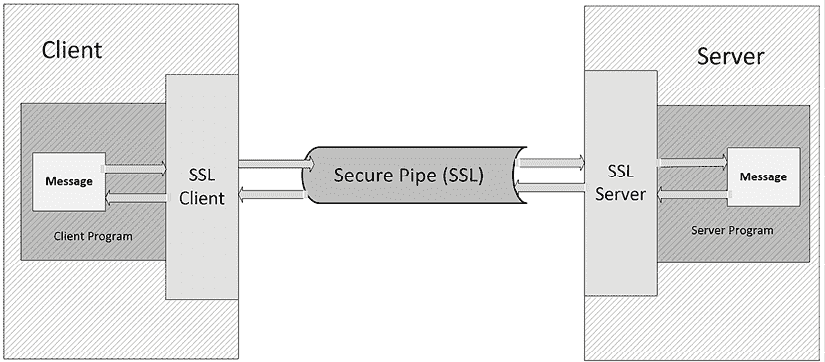 Client
Server
Message
SSL
Client
Client Program
Secure Pipe (SSL)
SSL
Server
Message
Server Program